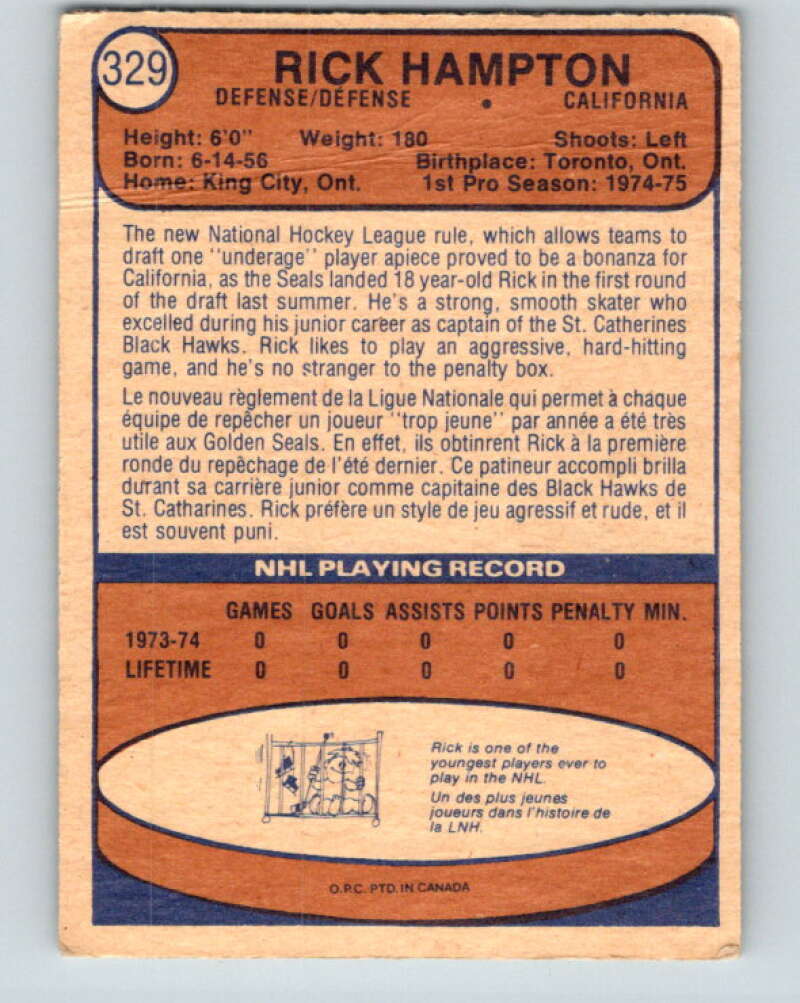 329
RICK HAMPTON
DEFENSE/DÉFENSE • CALIFORNIA
Height: 6'0" Weight: 180 Shoots: Left
Born: 6-14-56 Birthplace: Toronto, Ont.
Home: King City, Ont. 1st Pro Season: 1974-75
The new National Hockey League rule, which allows teams to
draft one "underage" player apiece proved to be a bonanza for
California, as the Seals landed 18 year-old Rick in the first round
of the draft last summer. He's a strong, smooth skater who
excelled during his junior career as captain of the St. Catherines
Black Hawks. Rick likes to play an aggressive, hard-hitting
game, and he's no stranger to the penalty box.
Le nouveau règlement de la Ligue Nationale qui permet à chaque
équipe de repêcher un joueur "trop jeune" par année a été très
utile aux Golden Seals. En effet, ils obtinrent Rick à la première
ronde du repêchage de l'été dernier. Ce patineur accompli brilla
durant sa carrière junior comme capitaine des Black Hawks de
St. Catharines. Rick préfère un style de jeu agressif et rude, et il
est souvent puni.
NHL PLAYING RECORD
GAMES GOALS ASSISTS POINTS PENALTY MIN.
1973-74 0 0 0 0 0
LIFETIME 0 0 0 0 0
Rick is one of the
youngest players ever to
play in the NHL.
Un des plus jeunes
joueurs dans l'histoire de
la LNH.
O.P.C. PTD. IN CANADA